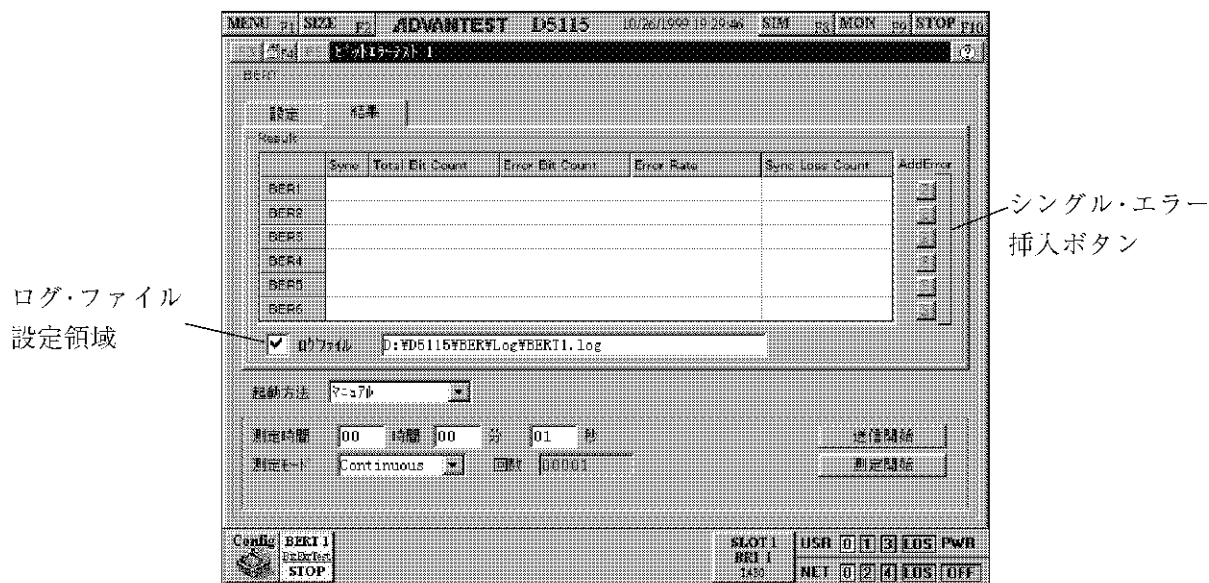 MENU F1 SIZE F2 ADVANTEST D5115 10/26/1999 19:29:46 SIM F8 MON F9 STOP F10
F4 ビットエラーテスト 1 ?
BERT
設定 結果
Result
Sync Total Bit Count Error Bit Count Error Rate Sync Loss Count AddError
BER1
BER2
BER3
BER4
BER5
BER6
シングル・エラー
挿入ボタン
ログ・ファイル
設定領域
ログファイル D:¥D5115¥BER¥Log¥BERT1.log
起動方法 マニュアル
測定時間 00 時間 00 分 01 秒 送信開始
測定モード Continuous 回数 00001 測定開始
Config BERT 1
STOP
SLOT 1
BRI 1
I430
USR 0 1 3 LOS PWR
NET 0 2 4 LOS OFF